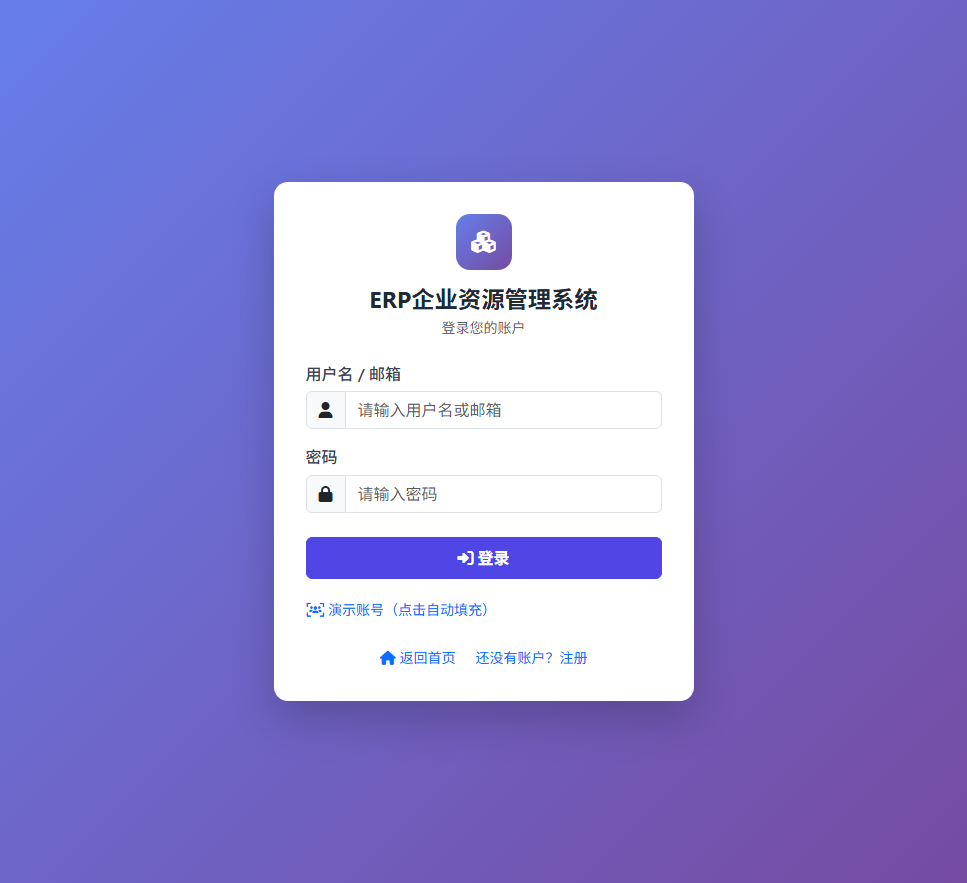 ERP企业资源管理系统
登录您的账户
用户名 / 邮箱
请输入用户名或邮箱
密码
请输入密码
登录
演示账号（点击自动填充）
返回首页 还没有账户？注册